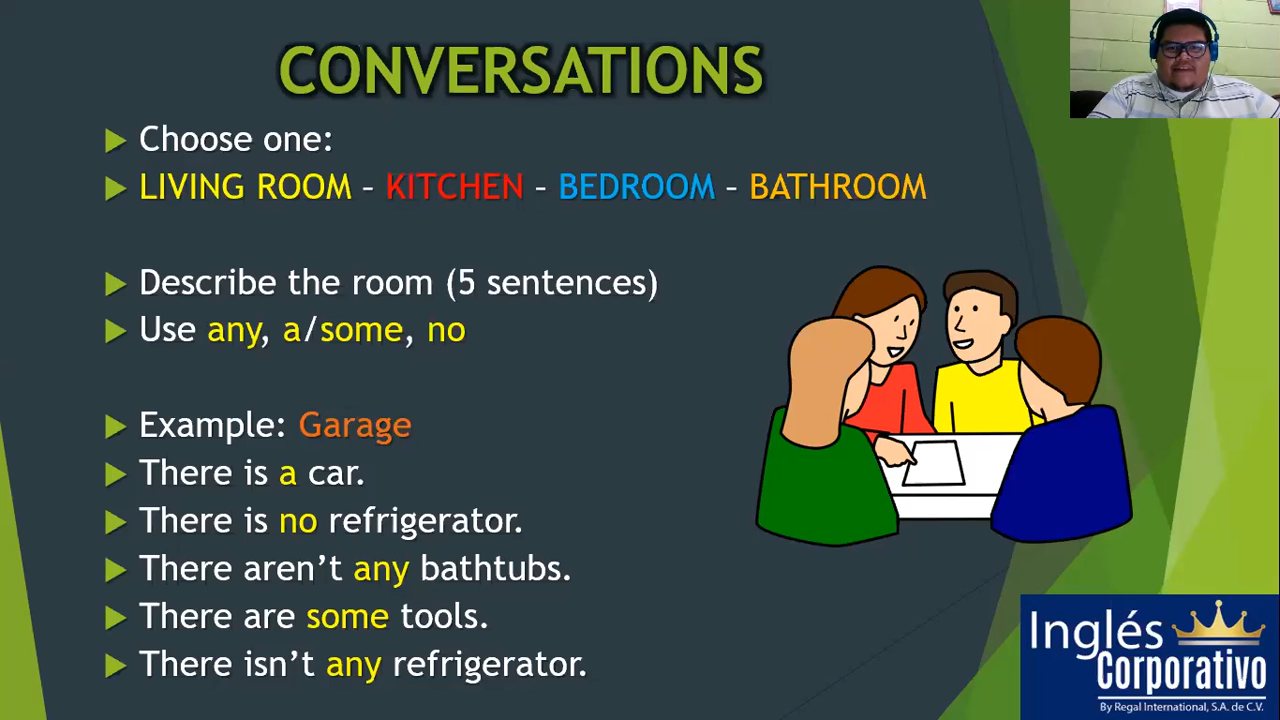 CONVERSATIONS
Choose one:
LIVING ROOM – KITCHEN – BEDROOM – BATHROOM
Describe the room (5 sentences)
Use any, a/some, no
Example: Garage
There is a car.
There is no refrigerator.
There aren’t any bathtubs.
There are some tools.
There isn’t any refrigerator.
Inglés
Corporativo
By Regal International, S.A. de C.V.